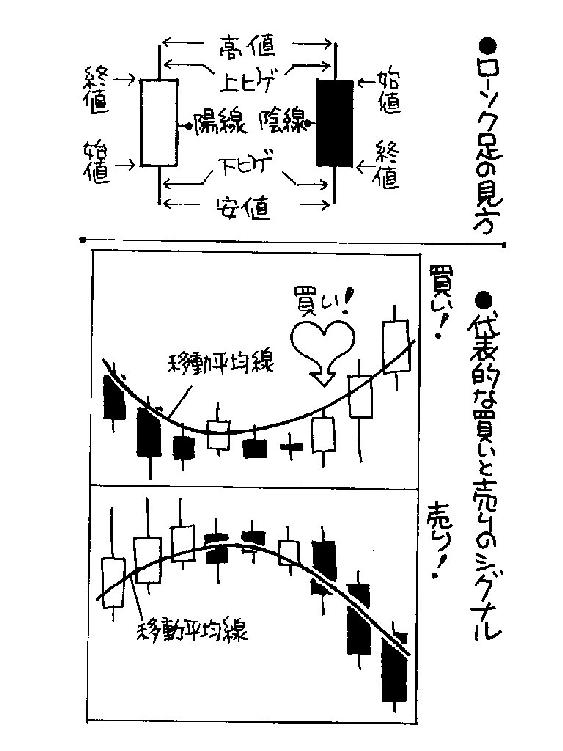 ●ローソク足の見方
高値
上ヒゲ
終値
始値
陽線
陰線
始値
終値
下ヒゲ
安値
●代表的な買いと売りのシグナル
買い!
買い!
移動平均線
売り!
移動平均線